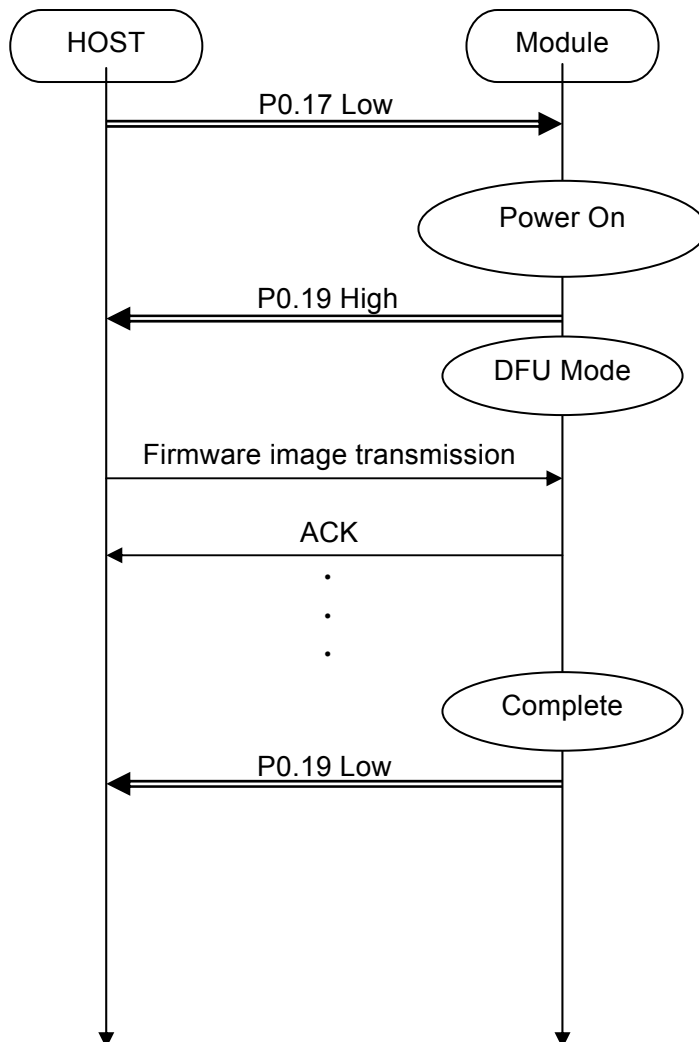 HOST
Module
P0.17 Low
Power On
P0.19 High
DFU Mode
Firmware image transmission
ACK
.
.
.
Complete
P0.19 Low